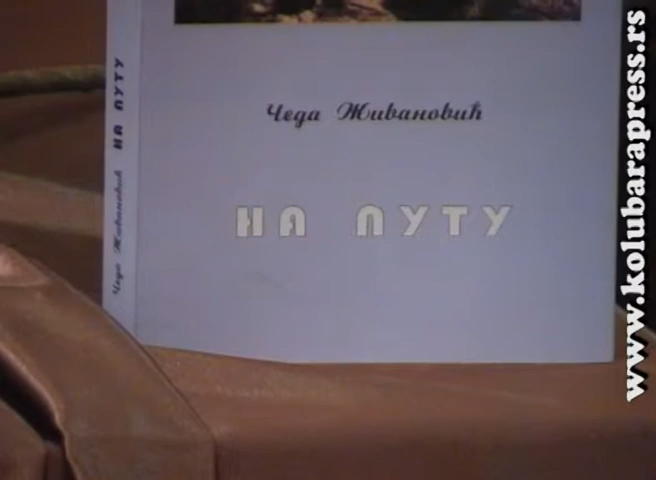 Чеда Живановић
НА ПУТУ
Чеда Живановић НА ПУТУ
www.kolubarapress.rs